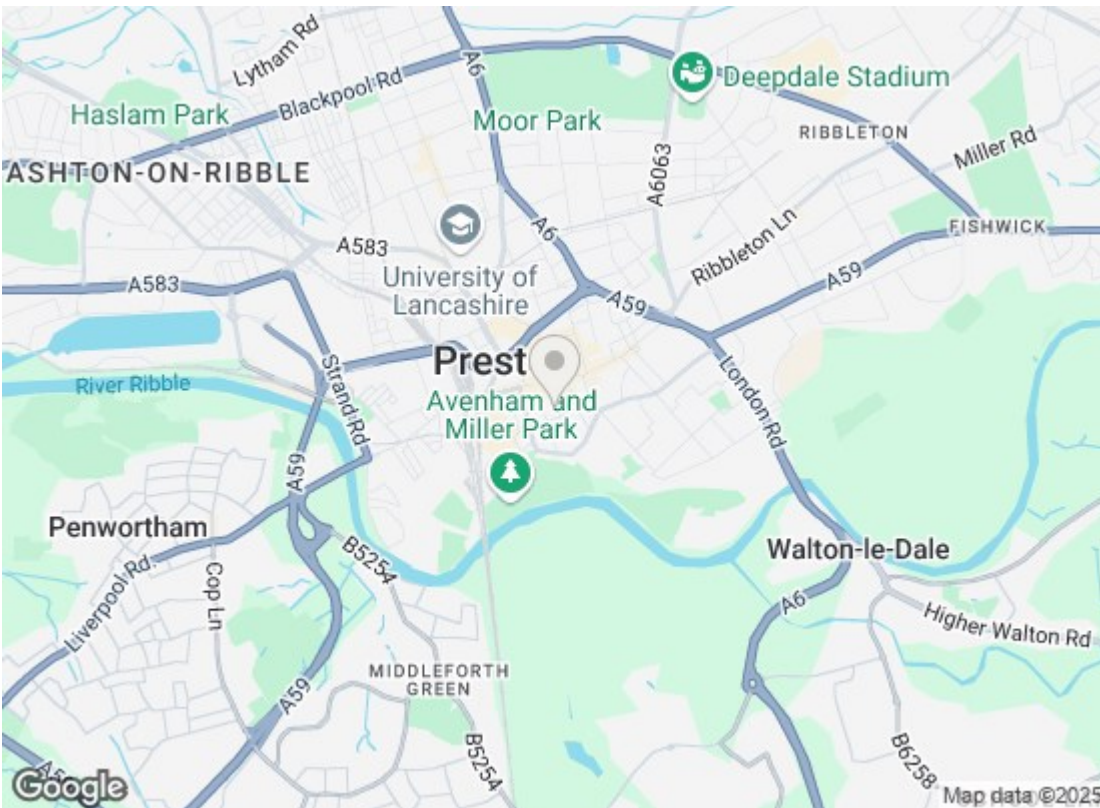 Lytham Rd
A6
Blackpool Rd
Deepdale Stadium
Haslam Park
Moor Park
RIBBLETON
Miller Rd
ASHTON-ON-RIBBLE
A6063
A6
Ribbleton Ln
FISHWICK
A583
University of
Lancashire
A583
A59
A59
Prest
River Ribble
Strand Rd
Avenham and
Miller Park
London Rd
A59
Penwortham
B5254
Walton-le-Dale
Liverpool Rd
Cop Ln
A6
Higher Walton Rd
MIDDLEFORTH
GREEN
A59
B5254
B6258
Google
Map data ©2025